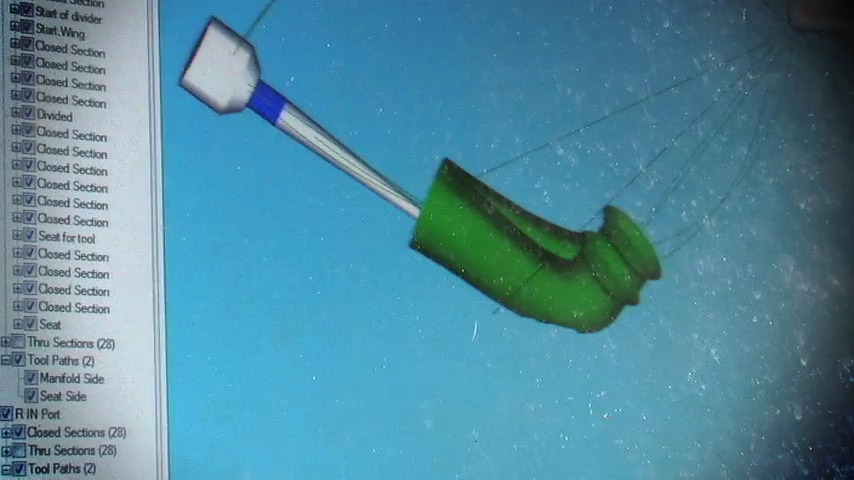 Section
Start of divider
Start.Wing
Closed Section
Closed Section
Closed Section
Closed Section
Divided
Closed Section
Closed Section
Closed Section
Closed Section
Closed Section
Closed Section
Seat for tool
Closed Section
Closed Section
Closed Section
Closed Section
Seat
Thru Sections (28)
Tool Paths (2)
Manifold Side
Seat Side
R IN Port
Closed Sections (28)
Thru Sections (28)
Tool Paths (2)